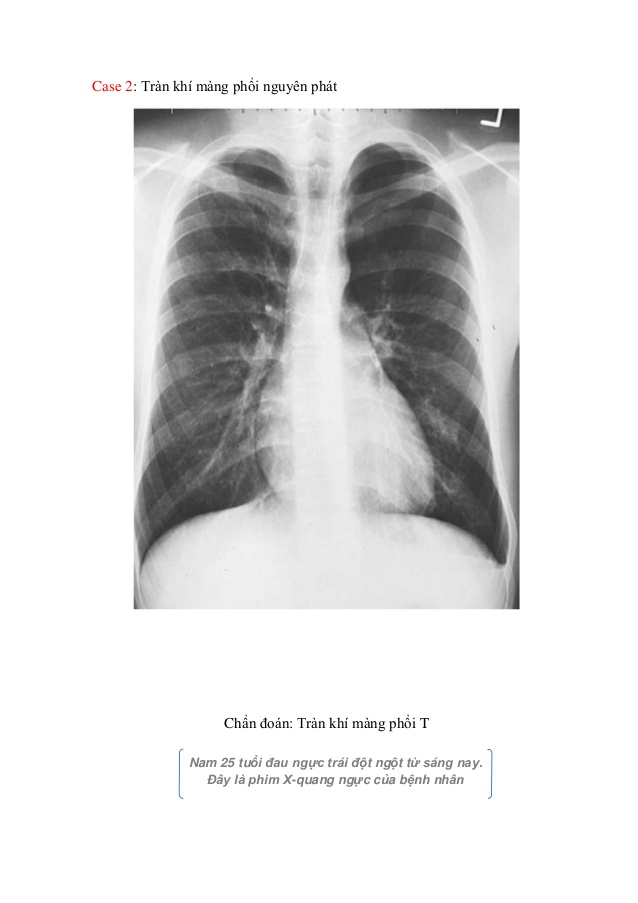 Case 2: Tràn khí màng phổi nguyên phát
L
Chẩn đoán: Tràn khí màng phổi T
Nam 25 tuổi đau ngực trái đột ngột từ sáng nay.
Đây là phim X-quang ngực của bệnh nhân